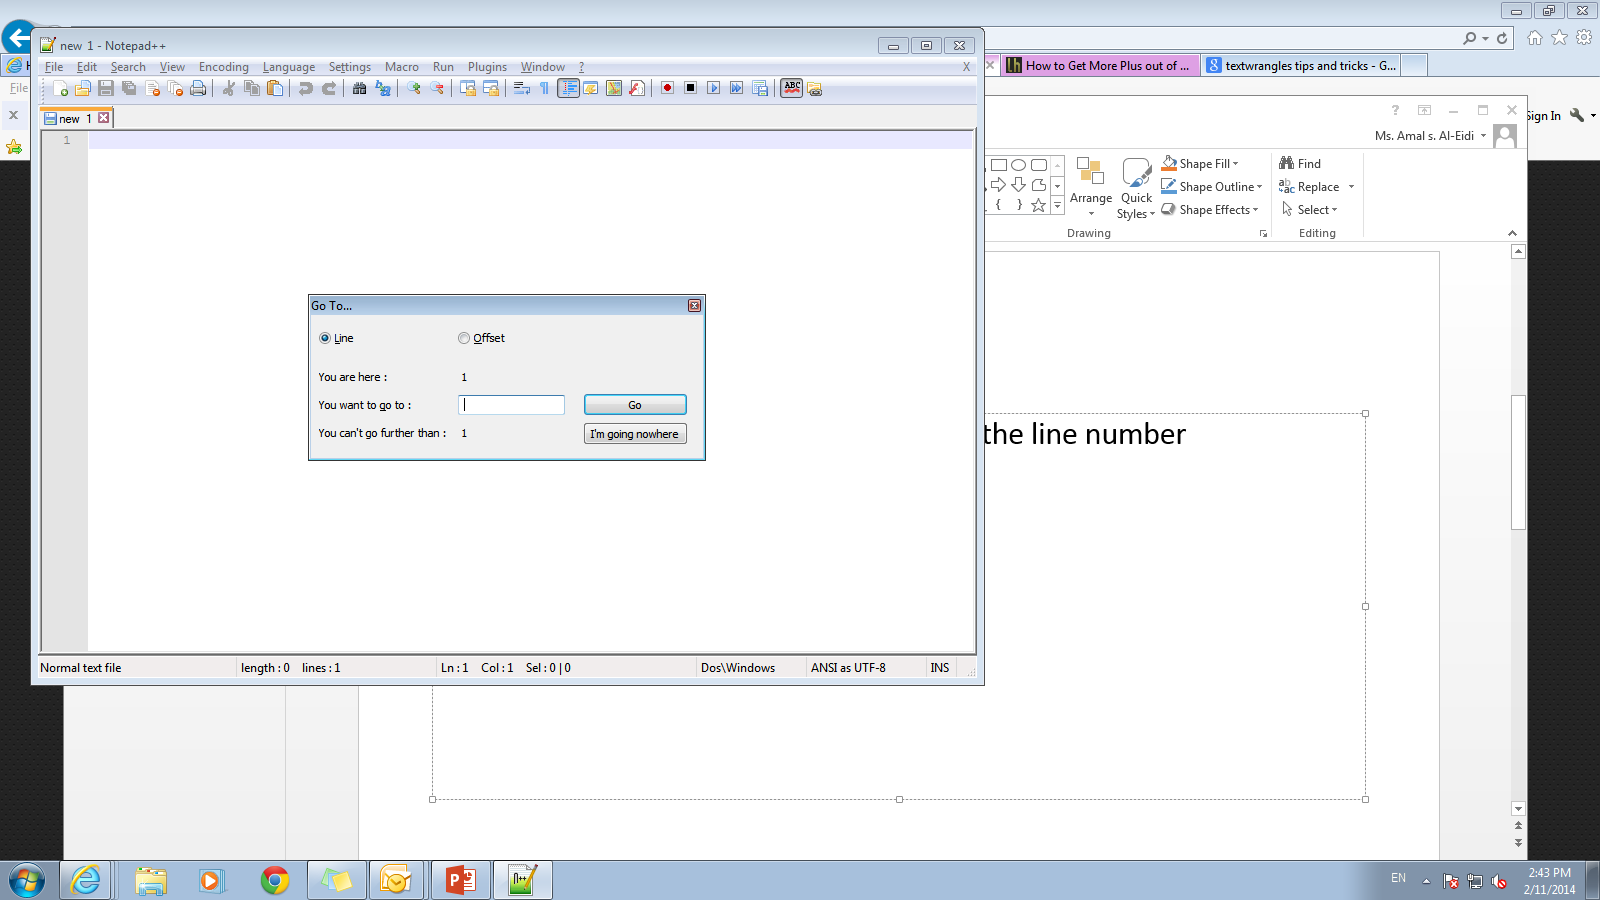 new 1 - Notepad++
File Edit Search View Encoding Language Settings Macro Run Plugins Window ? X
new 1
1
Go To...
Line Offset
You are here : 1
You want to go to : Go
You can't go further than : 1 I'm going nowhere
Normal text file length : 0 lines : 1 Ln : 1 Col : 1 Sel : 0 | 0 Dos\Windows ANSI as UTF-8 INS
File
x
How to Get More Plus out of ...
textwrangles tips and tricks - G...
Sign In
Ms. Amal s. Al-Eidi
Arrange
Quick
Styles
Shape Fill
Shape Outline
Shape Effects
Drawing
Find
Replace
Select
Editing
the line number
EN
2:43 PM
2/11/2014